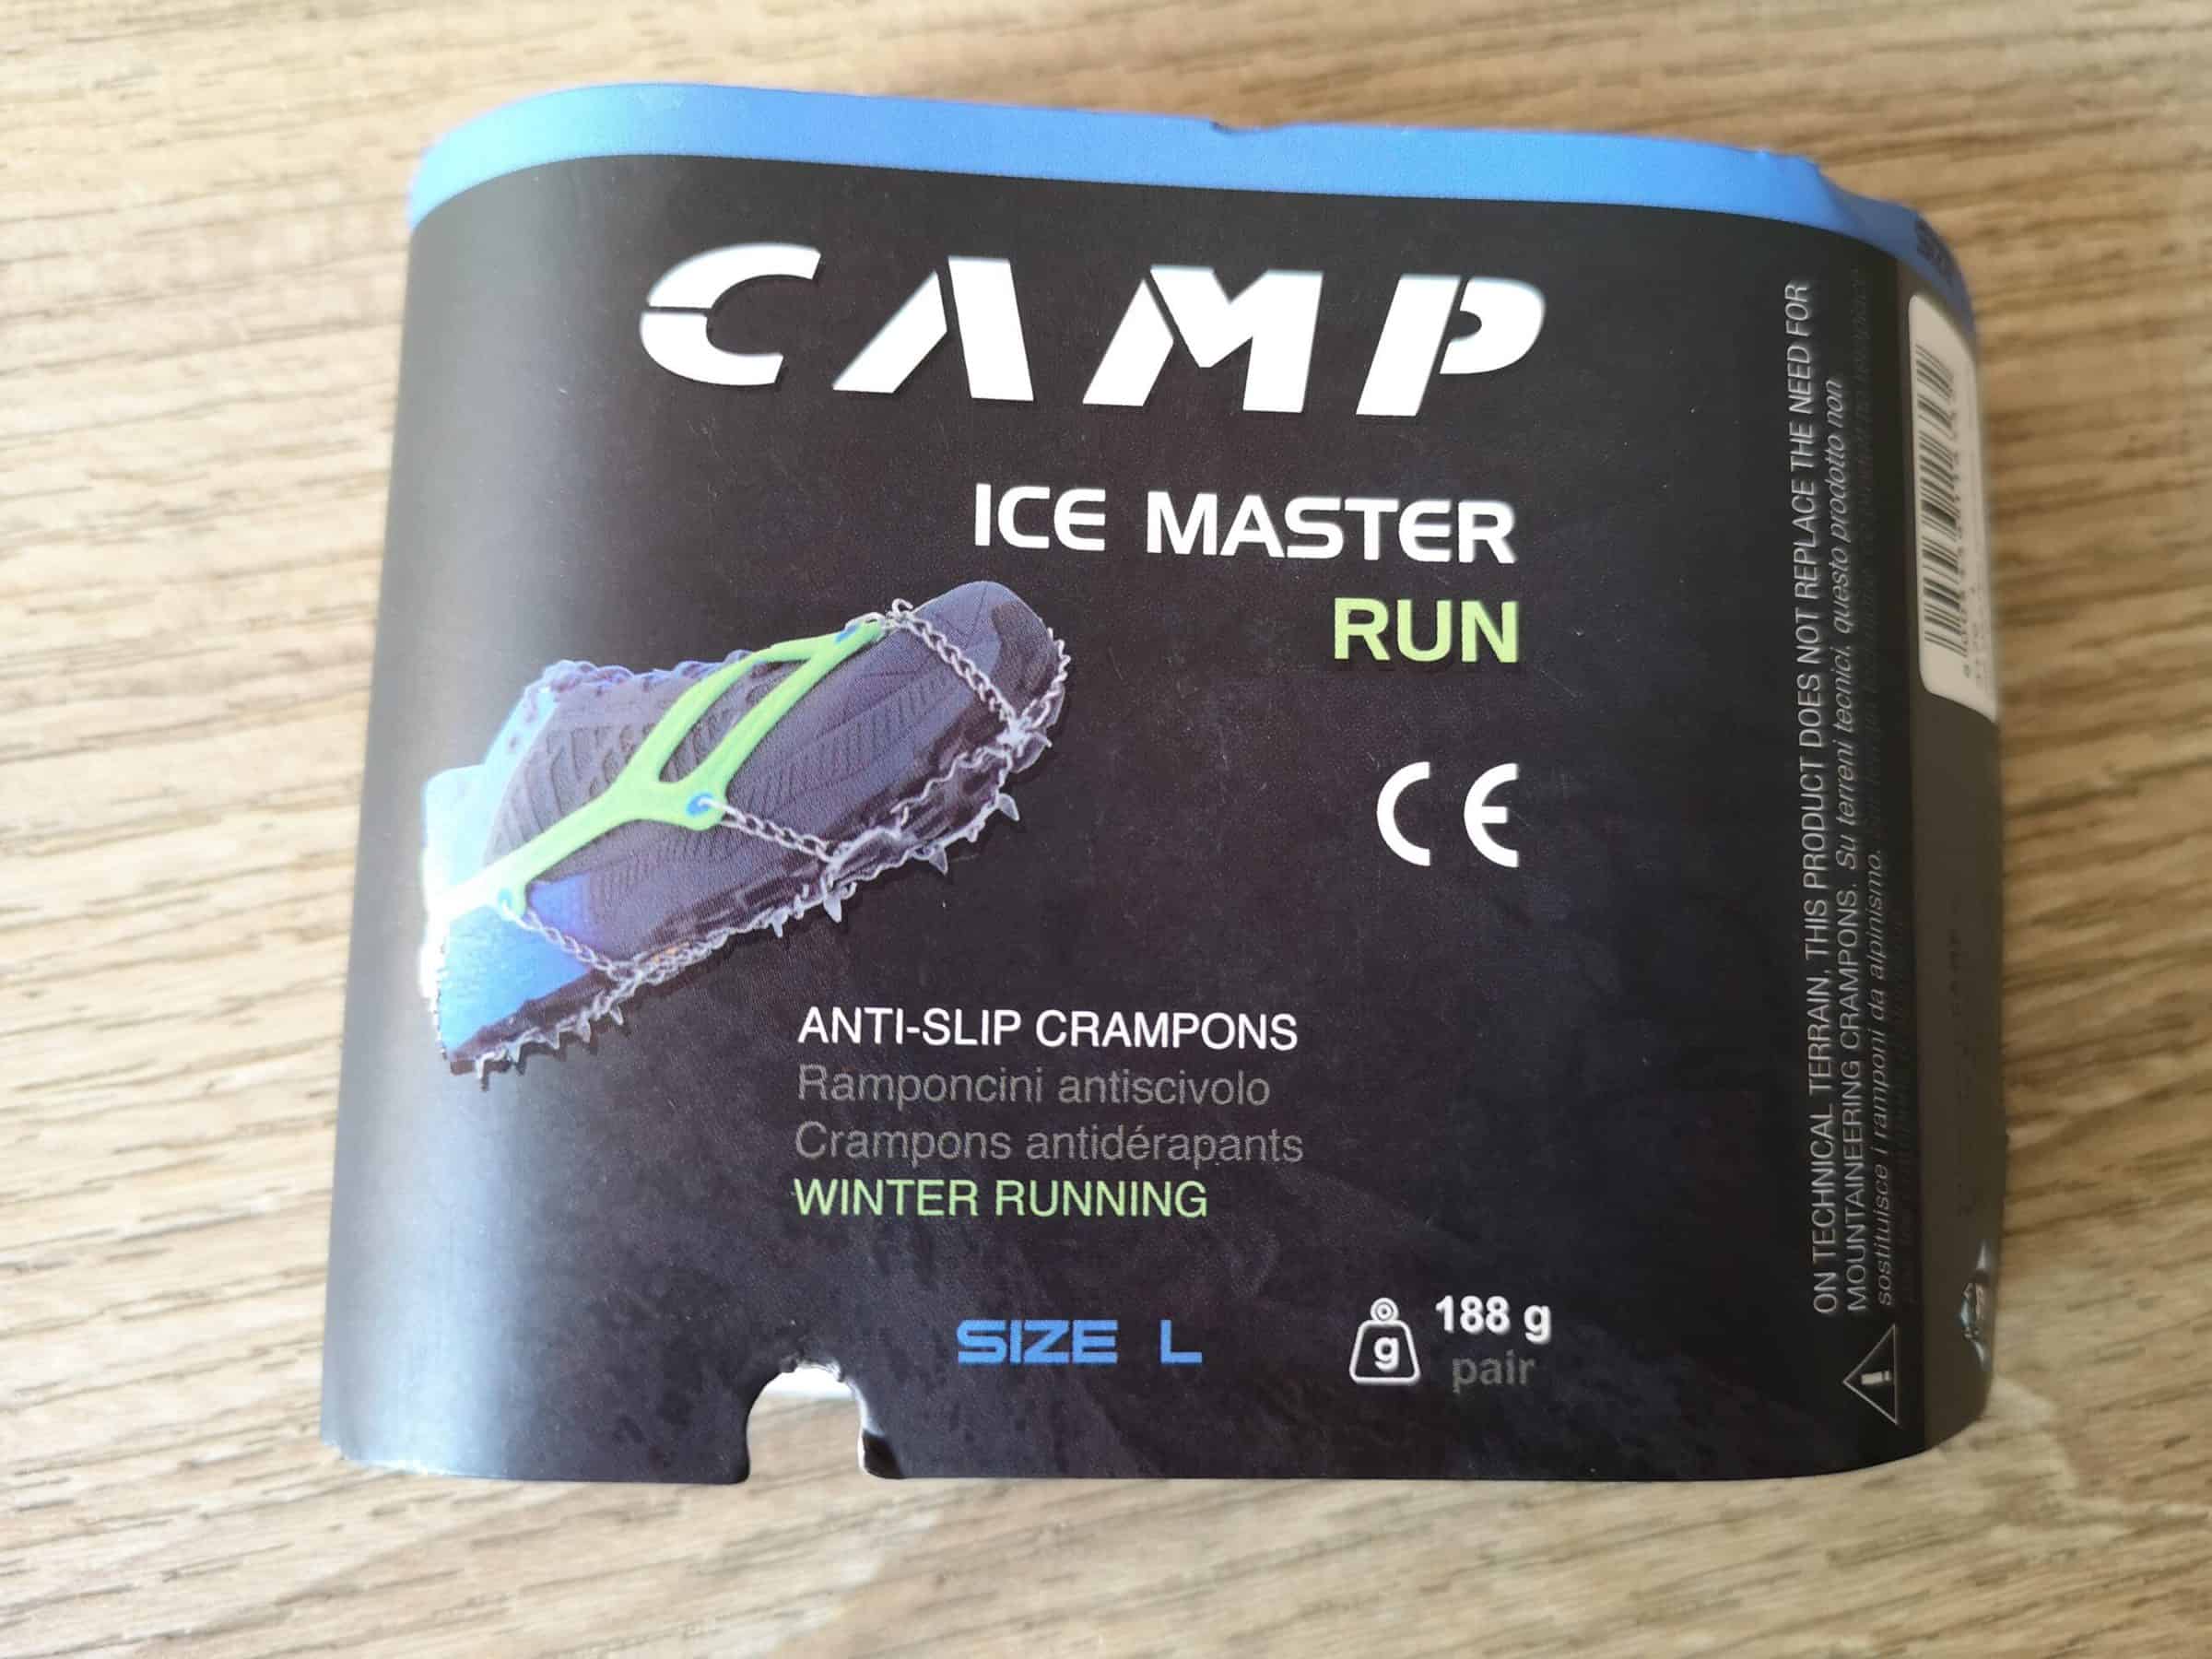 CAMP
ICE MASTER
RUN
CE
ANTI-SLIP CRAMPONS
Ramponcini antiscivolo
Crampons antidérapants
WINTER RUNNING
SIZE L
g
188 g
pair
ON TECHNICAL TERRAIN, THIS PRODUCT DOES NOT REPLACE THE NEED FOR
MOUNTAINEERING CRAMPONS. Su terreni tecnici, questo prodotto non
sostituisce i ramponi da alpinismo.